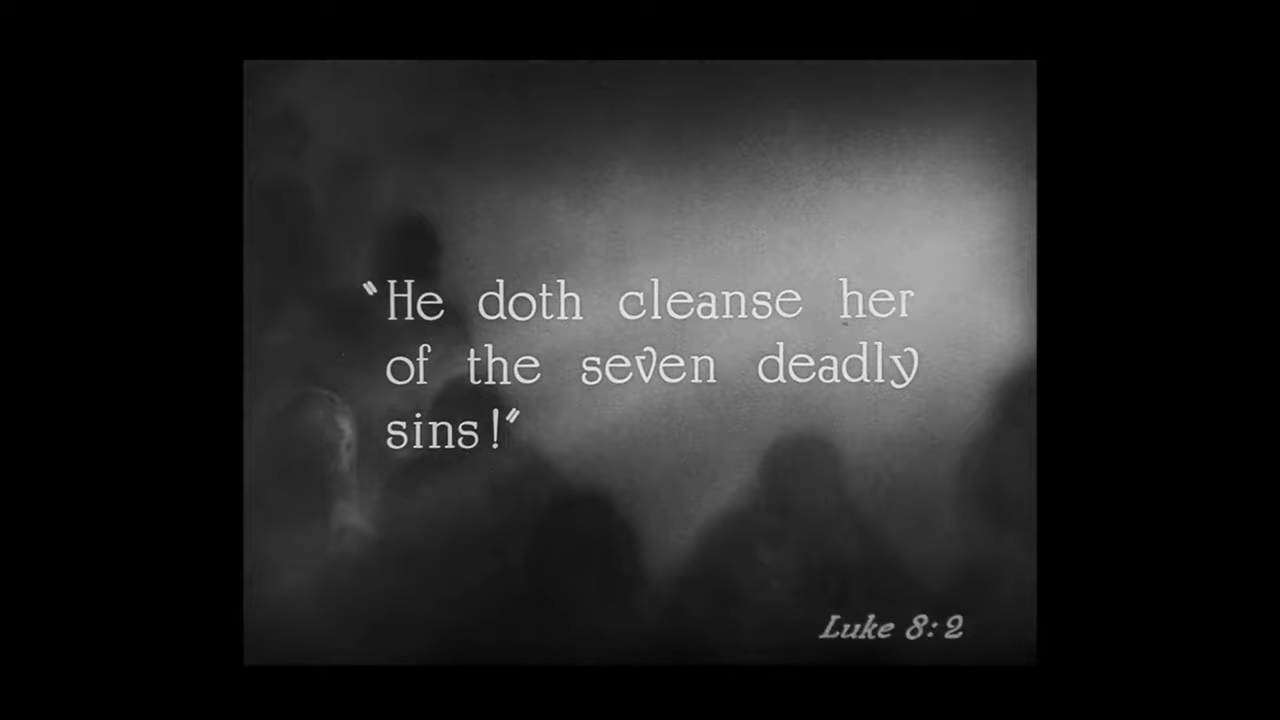 "He doth cleanse her
of the seven deadly
sins!"
Luke 8:2